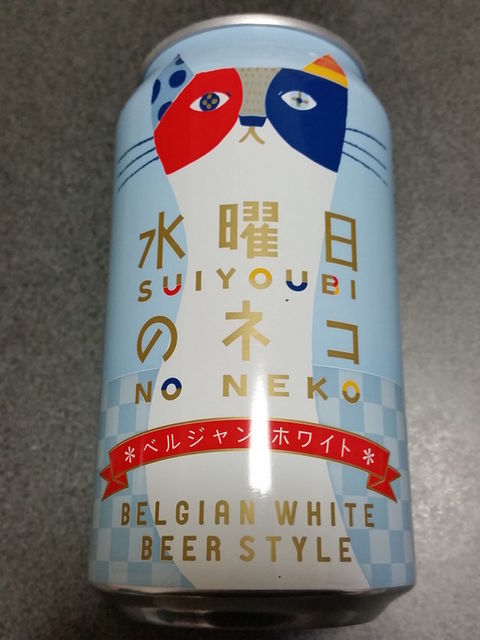 水曜日
SUIYOUBI
のネコ
NO NEKO
*ベルジャンホワイト*
BELGIAN WHITE
BEER STYLE